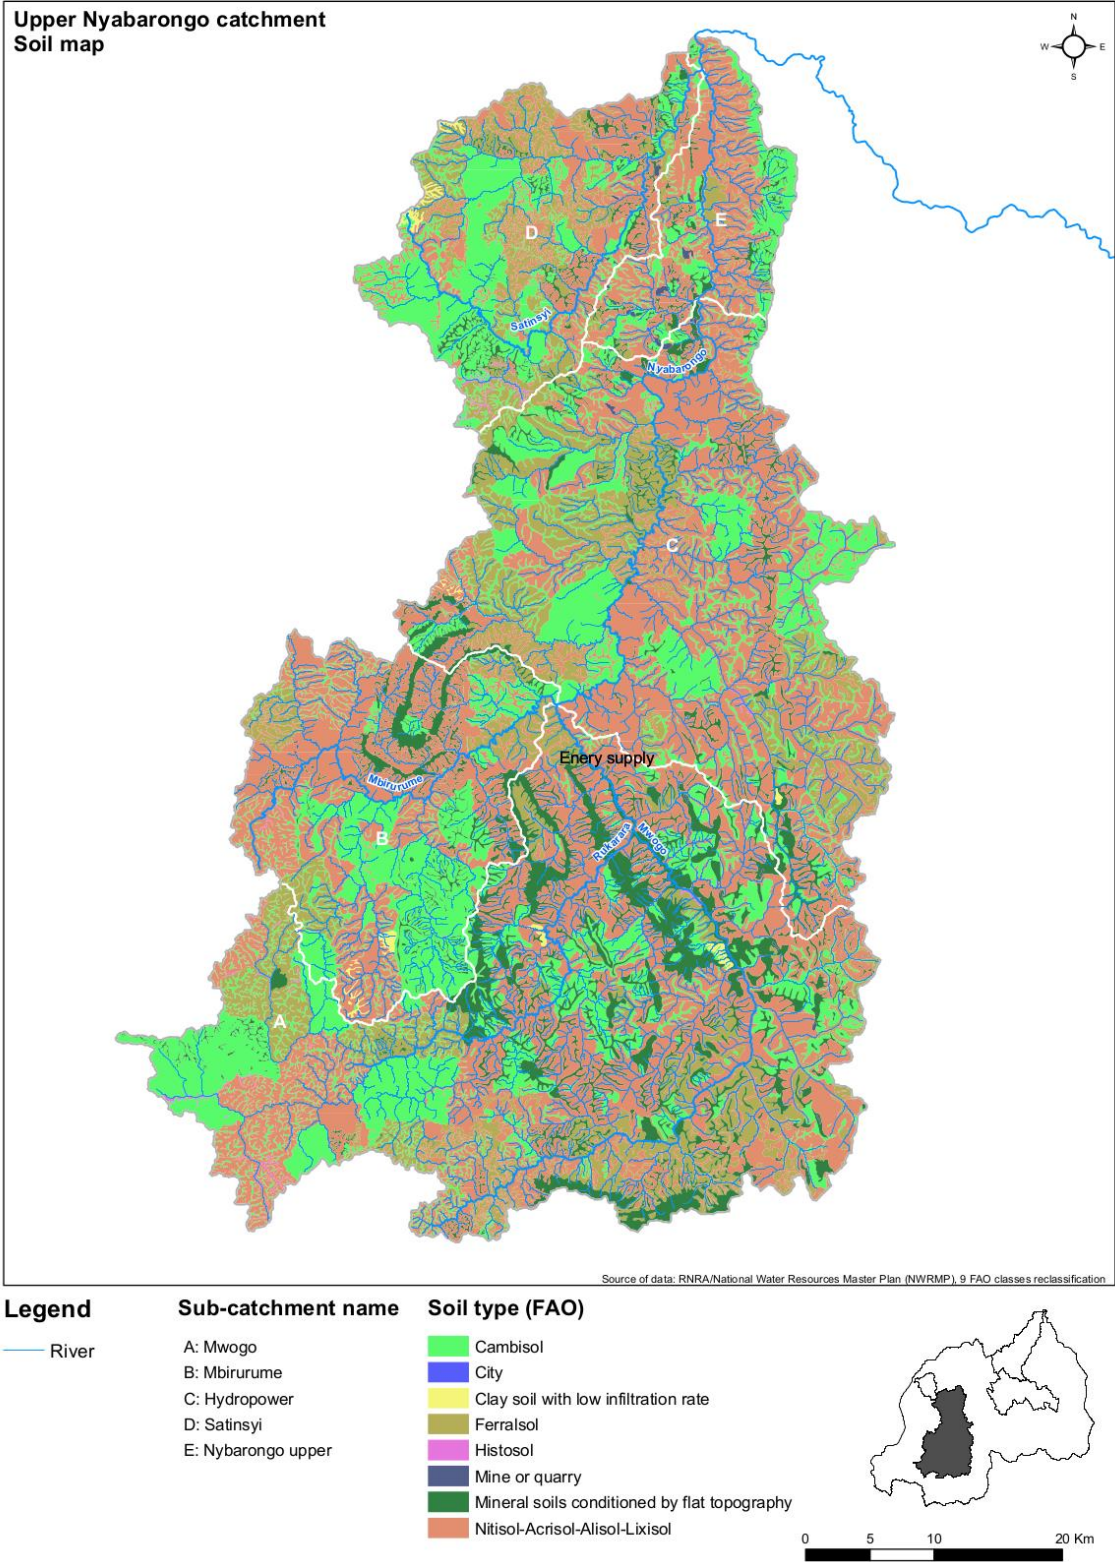 Upper Nyabarongo catchment
Soil map
N
W
E
S
D
E
Satinsyi
Nyabarongo
C
Enery supply
Mbirurume
B
Rukarara
Mwogo
A
Source of data: RNRA/National Water Resources Master Plan (NWRMP), 9 FAO classes reclassification
Legend
River
Sub-catchment name
A: Mwogo
B: Mbirurume
C: Hydropower
D: Satinsyi
E: Nybarongo upper
Soil type (FAO)
Cambisol
City
Clay soil with low infiltration rate
Ferralsol
Histosol
Mine or quarry
Mineral soils conditioned by flat topography
Nitisol-Acrisol-Alisol-Lixisol
0 5 10 20 Km